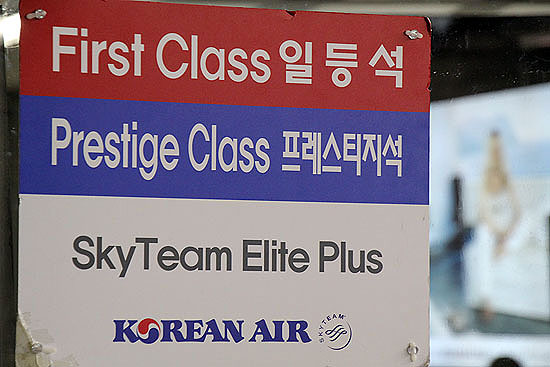 First Class 일등석
Prestige Class 프레스티지석
SkyTeam Elite Plus
KOREAN AIR SKYTEAM